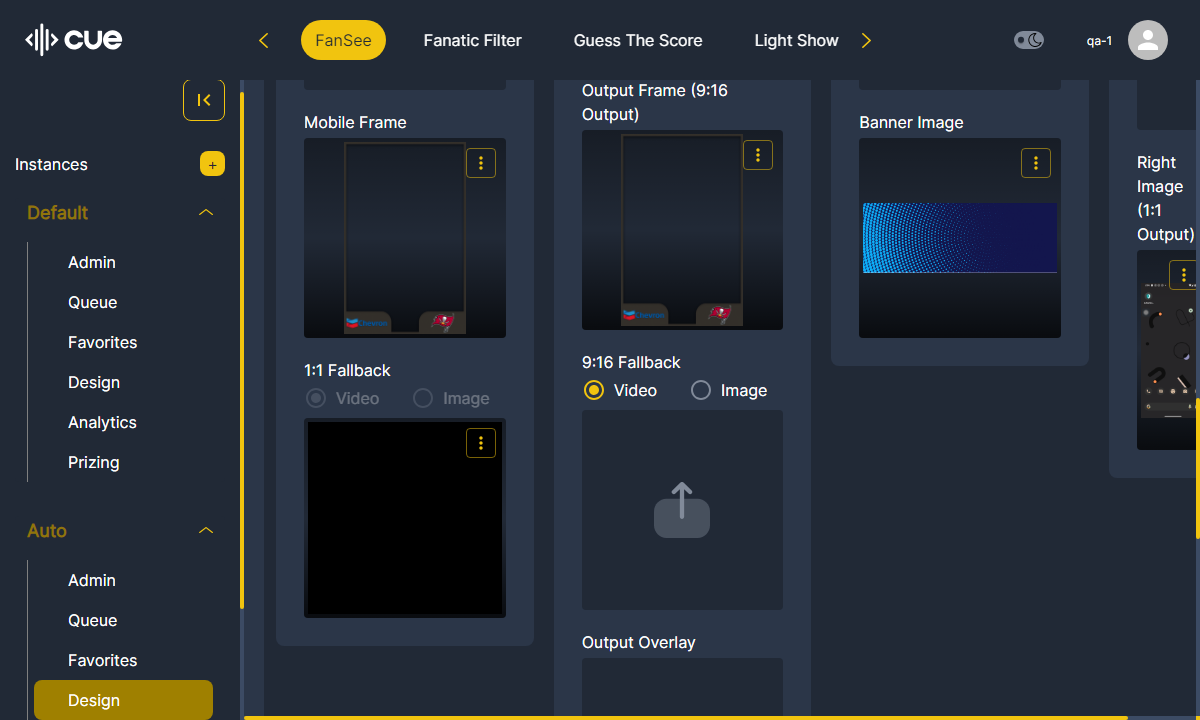 cue
FanSee
Fanatic Filter
Guess The Score
Light Show
qa-1
Instances
+
Default
Admin
Queue
Favorites
Design
Analytics
Prizing
Auto
Admin
Queue
Favorites
Design
Mobile Frame
1:1 Fallback
Video
Image
Output Frame (9:16
Output)
9:16 Fallback
Video
Image
Output Overlay
Banner Image
Right
Image
(1:1
Output)